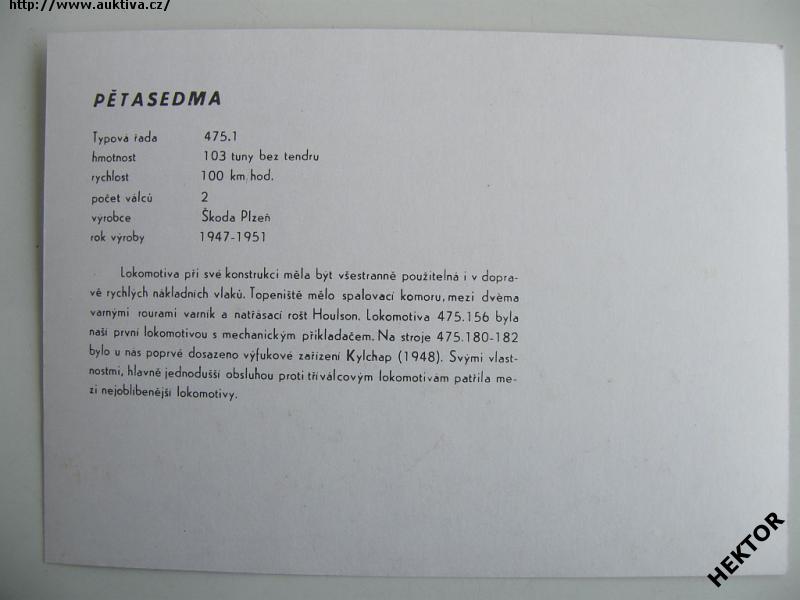 http://www.auktiva.cz/
PĚTASEDMA
Typová řada 475.1
hmotnost 103 tuny bez tendru
rychlost 100 km/hod.
počet válců 2
výrobce Škoda Plzeň
rok výroby 1947-1951
Lokomotiva při své konstrukci měla být všestranně použitelná i v dopra-
vě rychlých nákladních vlaků. Topeniště mělo spalovací komoru, mezi dvěma
varnými rourami varník a natřásací rošt Houlson. Lokomotiva 475.156 byla
naší první lokomotivou s mechanickým přikladačem. Na stroje 475.180-182
bylo u nás poprvé dosazeno výfukové zařízení Kylchap (1948). Svými vlast-
nostmi, hlavně jednodušší obsluhou proti tříválcovým lokomotivám patřila me-
zi nejoblíbenější lokomotivy.
HEKTOR